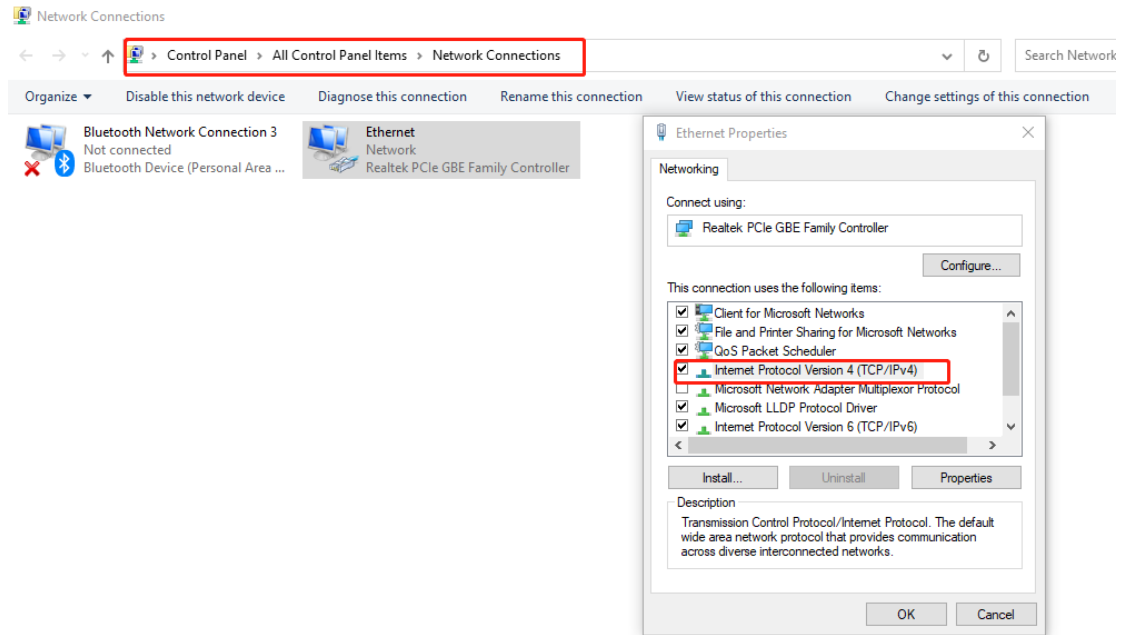 Network Connections
Control Panel > All Control Panel Items > Network Connections
Search Network
Organize Disable this network device Diagnose this connection Rename this connection View status of this connection Change settings of this connection
Bluetooth Network Connection 3
Not connected
Bluetooth Device (Personal Area ...
Ethernet
Network
Realtek PCIe GBE Family Controller
Ethernet Properties
Networking
Connect using:
Realtek PCIe GBE Family Controller
Configure...
This connection uses the following items:
Client for Microsoft Networks
File and Printer Sharing for Microsoft Networks
QoS Packet Scheduler
Internet Protocol Version 4 (TCP/IPv4)
Microsoft Network Adapter Multiplexor Protocol
Microsoft LLDP Protocol Driver
Internet Protocol Version 6 (TCP/IPv6)
Install... Uninstall Properties
Description
Transmission Control Protocol/Internet Protocol. The default
wide area network protocol that provides communication
across diverse interconnected networks.
OK Cancel